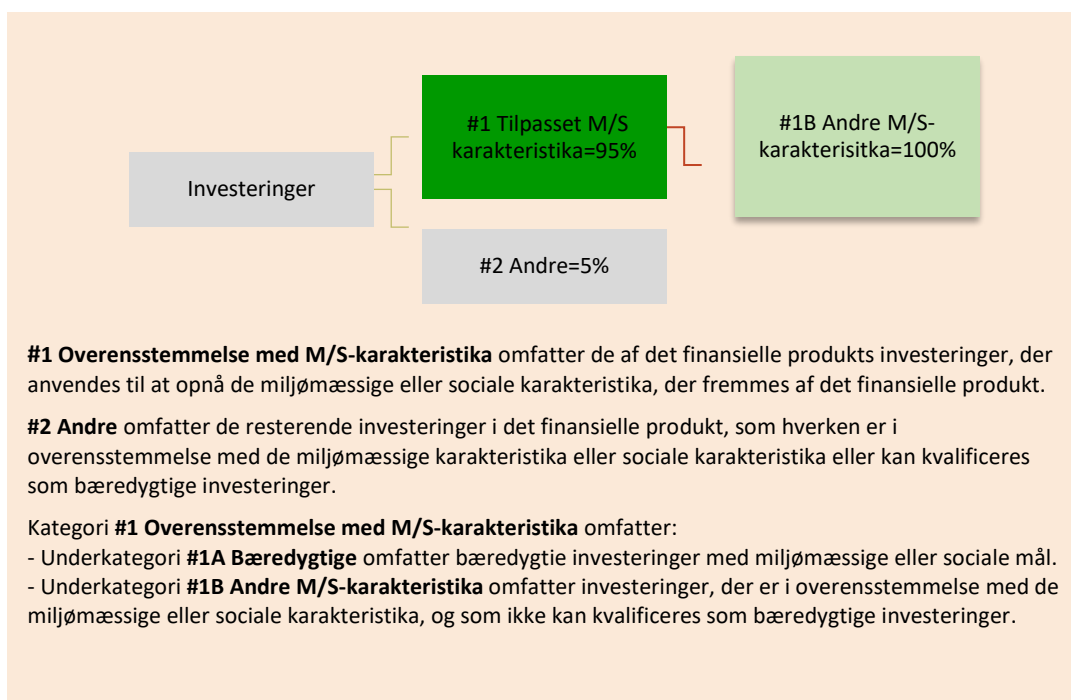 #1 Tilpasset M/S
karakteristika=95%
#1B Andre M/S-
karakterisitka=100%
Investeringer
#2 Andre=5%
#1 Overensstemmelse med M/S-karakteristika omfatter de af det finansielle produkts investeringer, der
anvendes til at opnå de miljømæssige eller sociale karakteristika, der fremmes af det finansielle produkt.
#2 Andre omfatter de resterende investeringer i det finansielle produkt, som hverken er i
overensstemmelse med de miljømæssige karakteristika eller sociale karakteristika eller kan kvalificeres
som bæredygtige investeringer.
Kategori #1 Overensstemmelse med M/S-karakteristika omfatter:
- Underkategori #1A Bæredygtige omfatter bæredygtie investeringer med miljømæssige eller sociale mål.
- Underkategori #1B Andre M/S-karakteristika omfatter investeringer, der er i overensstemmelse med de
miljømæssige eller sociale karakteristika, og som ikke kan kvalificeres som bæredygtige investeringer.